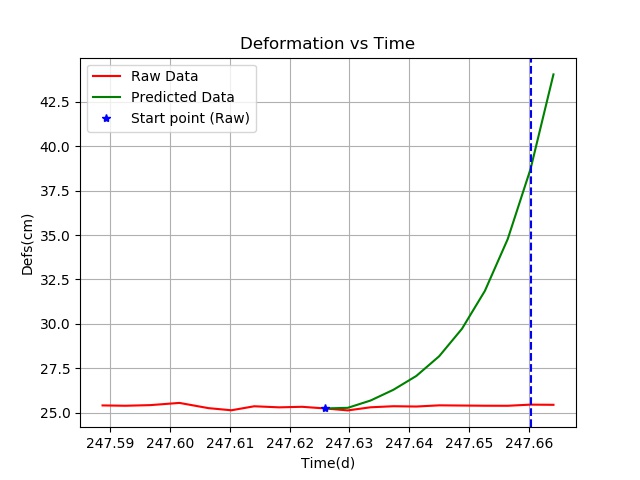 Deformation vs Time
Raw Data
Predicted Data
Start point (Raw)
Defs(cm)
42.5
40.0
37.5
35.0
32.5
30.0
27.5
25.0
247.59 247.60 247.61 247.62 247.63 247.64 247.65 247.66
Time(d)